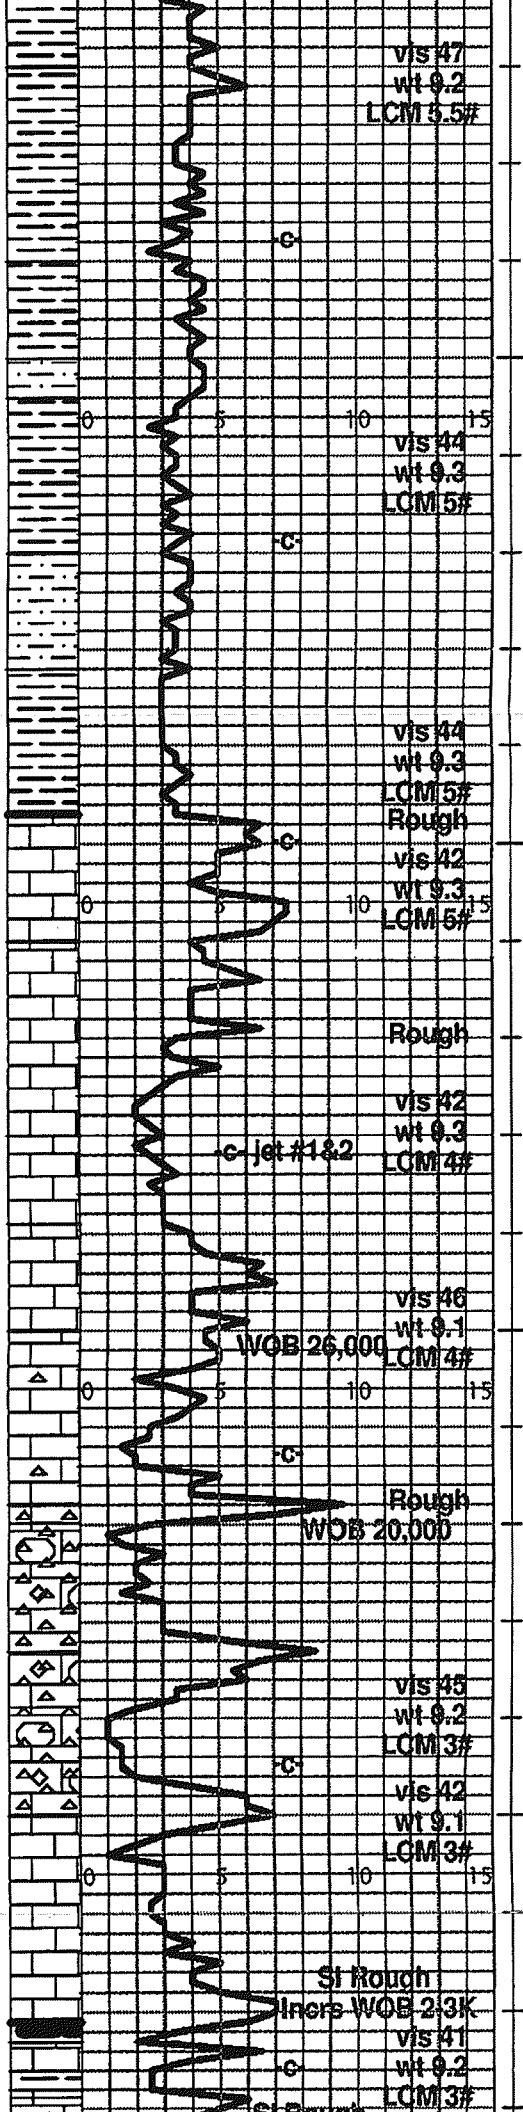 vis 47
wt 9.2
LCM 5.5#
-c-
0 5 10 15
vis 44
wt 9.3
LCM 5#
-c-
vis 44
wt 9.3
LCM 5#
Rough
-c-
vis 42
wt 9.3
0 5 10 15
LCM 5#
Rough
vis 42
wt 9.3
-c- jet #1&2
LCM 4#
vis 46
wt 9.1
WOB 26,000
LCM 4#
0 5 10 15
-c-
Rough
WOB 20,000
vis 45
wt 9.2
LCM 3#
-c-
vis 42
wt 9.1
LCM 3#
0 5 10 15
Sl Rough
Incrs WOB 2-3K
vis 41
wt 9.2
-c-
LCM 3#
Sl Rough